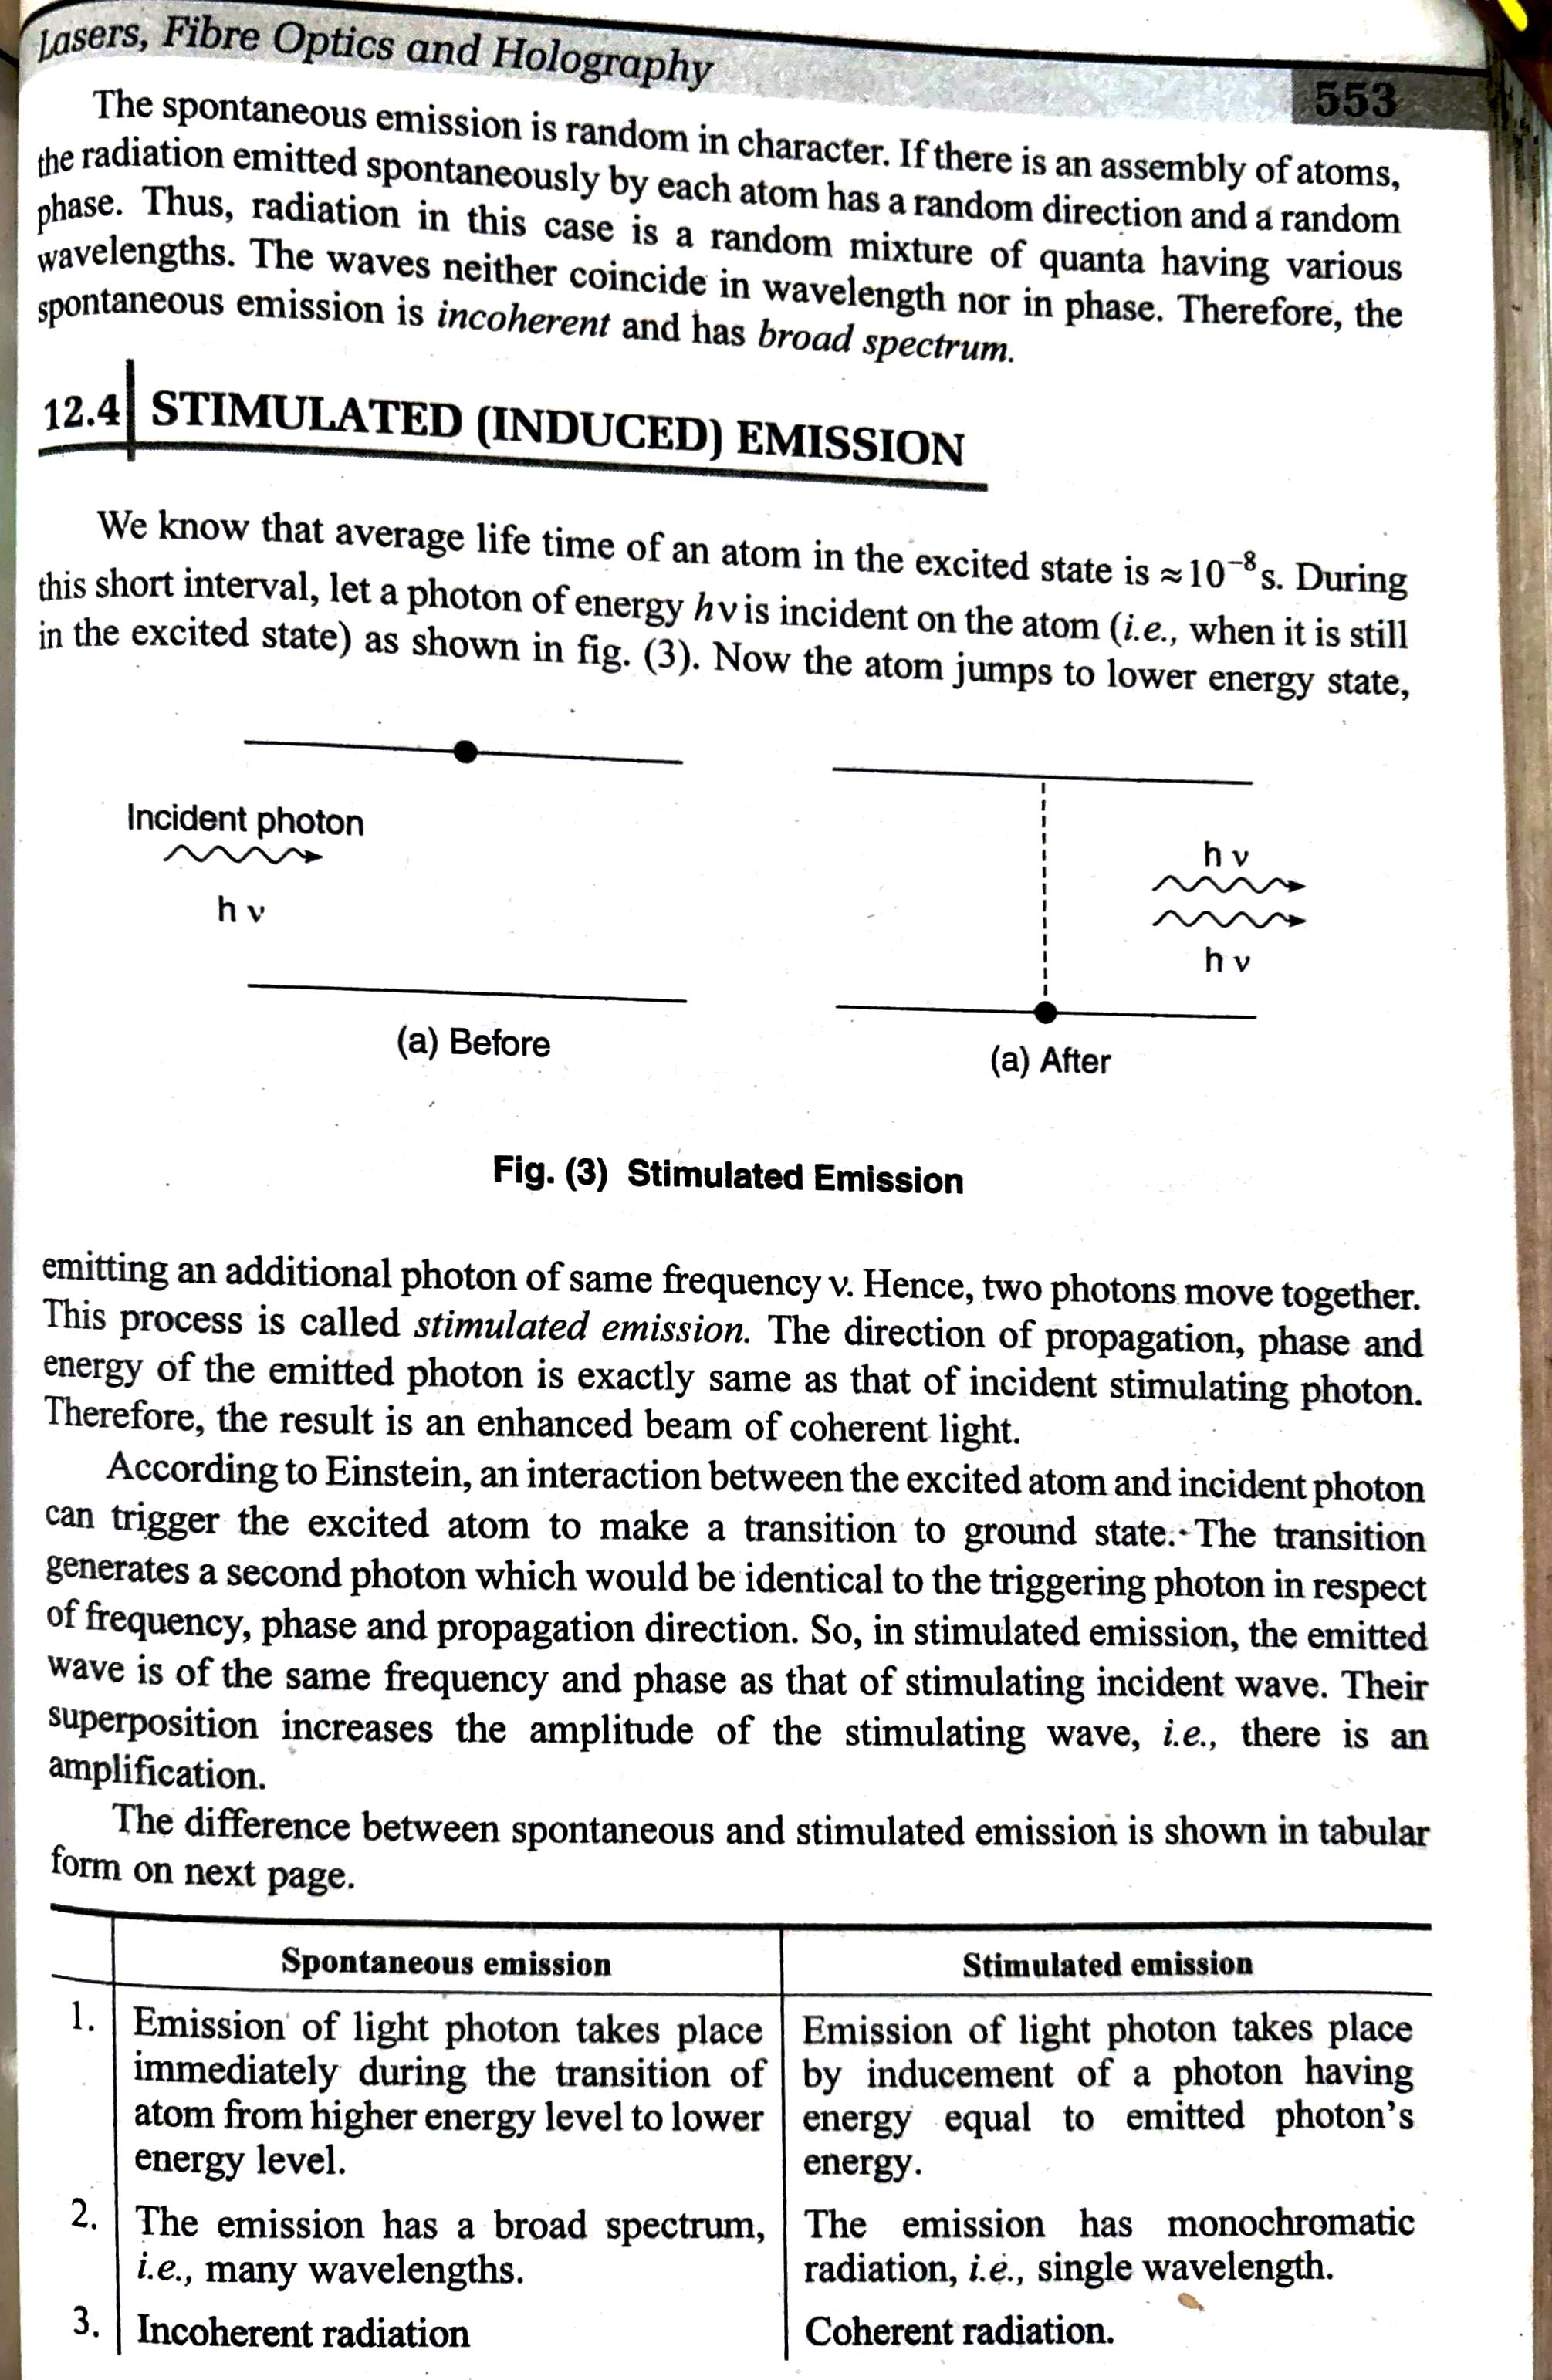 Lasers, Fibre Optics and Holography
553
The spontaneous emission is random in character. If there is an assembly of atoms,
the radiation emitted spontaneously by each atom has a random direction and a random
phase. Thus, radiation in this case is a random mixture of quanta having various
wavelengths. The waves neither coincide in wavelength nor in phase. Therefore, the
spontaneous emission is incoherent and has broad spectrum.
12.4 STIMULATED (INDUCED) EMISSION
We know that average life time of an atom in the excited state is ≈ 10⁻⁸ s. During
this short interval, let a photon of energy hν is incident on the atom (i.e., when it is still
in the excited state) as shown in fig. (3). Now the atom jumps to lower energy state,
Incident photon
h ν
(a) Before
h ν
h ν
(a) After
Fig. (3) Stimulated Emission
emitting an additional photon of same frequency ν. Hence, two photons move together.
This process is called stimulated emission. The direction of propagation, phase and
energy of the emitted photon is exactly same as that of incident stimulating photon.
Therefore, the result is an enhanced beam of coherent light.
According to Einstein, an interaction between the excited atom and incident photon
can trigger the excited atom to make a transition to ground state. The transition
generates a second photon which would be identical to the triggering photon in respect
of frequency, phase and propagation direction. So, in stimulated emission, the emitted
wave is of the same frequency and phase as that of stimulating incident wave. Their
superposition increases the amplitude of the stimulating wave, i.e., there is an
amplification.
The difference between spontaneous and stimulated emission is shown in tabular
form on next page.
Spontaneous emission
Stimulated emission
1. Emission of light photon takes place
immediately during the transition of
atom from higher energy level to lower
energy level.
Emission of light photon takes place
by inducement of a photon having
energy equal to emitted photon's
energy.
2. The emission has a broad spectrum,
i.e., many wavelengths.
The emission has monochromatic
radiation, i.e., single wavelength.
3. Incoherent radiation
Coherent radiation.